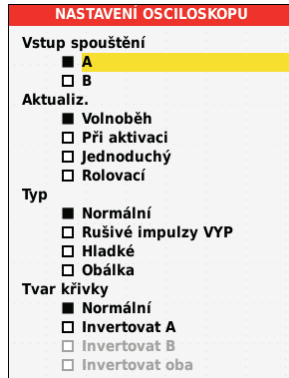 NASTAVENÍ OSCILOSKOPU
Vstup spouštění
A
B
Aktualiz.
Volnoběh
Při aktivaci
Jednoduchý
Rolovací
Typ
Normální
Rušivé impulzy VYP
Hladké
Obálka
Tvar křivky
Normální
Invertovat A
Invertovat B
Invertovat oba